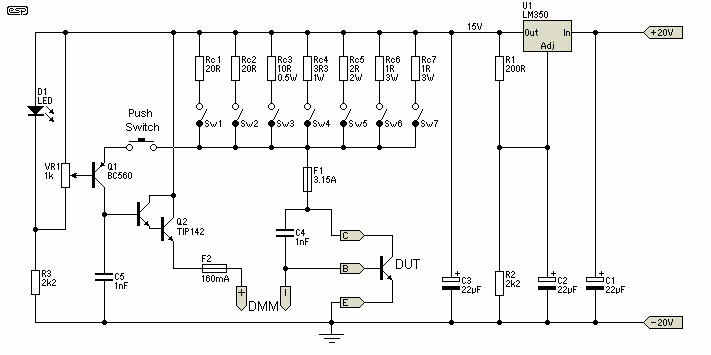 esp
U1
LM350
15V
Out
In
Adj
+20V
Rc1
20R
Rc2
20R
Rc3
10R
0.5W
Rc4
3R3
1W
Rc5
2R
2W
Rc6
1R
3W
Rc7
1R
3W
R1
200R
D1
LED
Push
Switch
Sw1
Sw2
Sw3
Sw4
Sw5
Sw6
Sw7
VR1
1k
Q1
BC560
F1
3.15A
Q2
TIP142
C4
1nF
C
B
E
DUT
F2
160mA
R3
2k2
C5
1nF
+
DMM
−
+
C3
22µF
R2
2k2
+
C2
22µF
+
C1
22µF
−20V